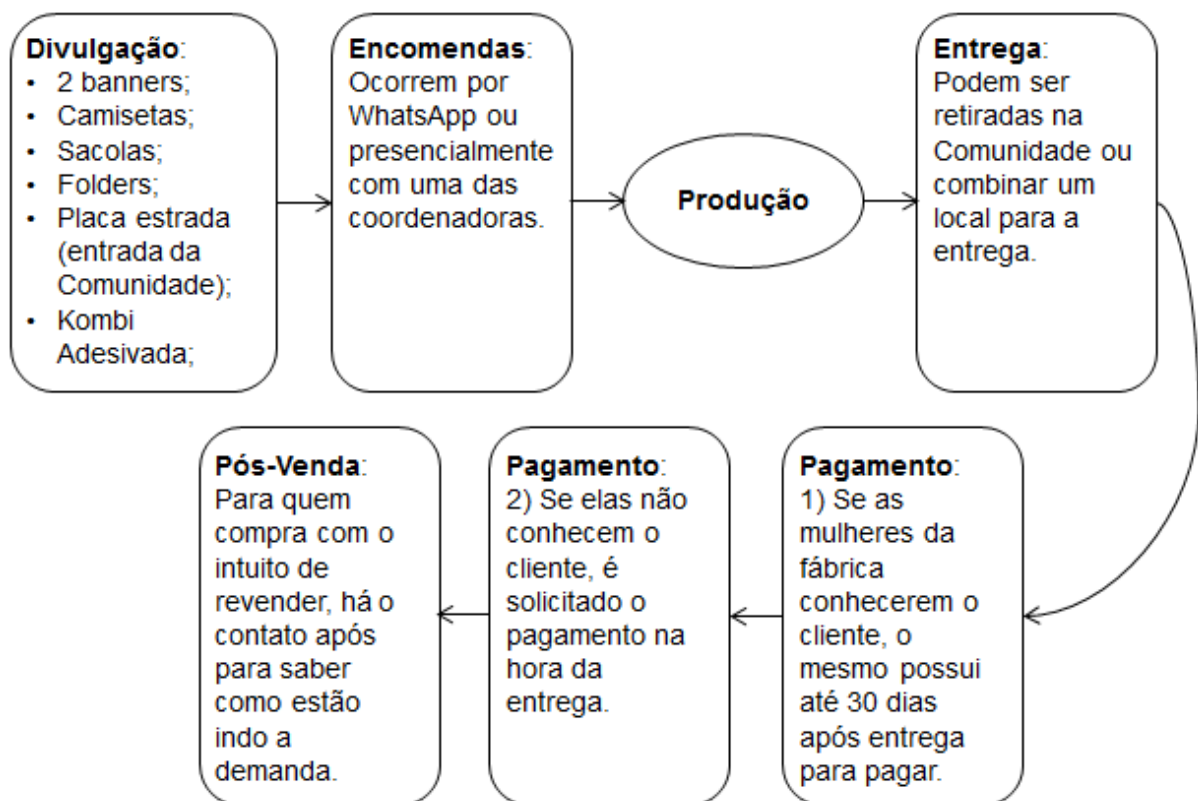 Divulgação:
• 2 banners;
• Camisetas;
• Sacolas;
• Folders;
• Placa estrada
(entrada da
Comunidade);
• Kombi
Adesivada;
Encomendas:
Ocorrem por
WhatsApp ou
presencialmente
com uma das
coordenadoras.
Produção
Entrega:
Podem ser
retiradas na
Comunidade ou
combinar um
local para a
entrega.
Pagamento:
1) Se as
mulheres da
fábrica
conhecerem o
cliente, o
mesmo possui
até 30 dias
após entrega
para pagar.
Pagamento:
2) Se elas não
conhecem o
cliente, é
solicitado o
pagamento na
hora da
entrega.
Pós-Venda:
Para quem
compra com o
intuito de
revender, há o
contato após
para saber
como estão
indo a
demanda.